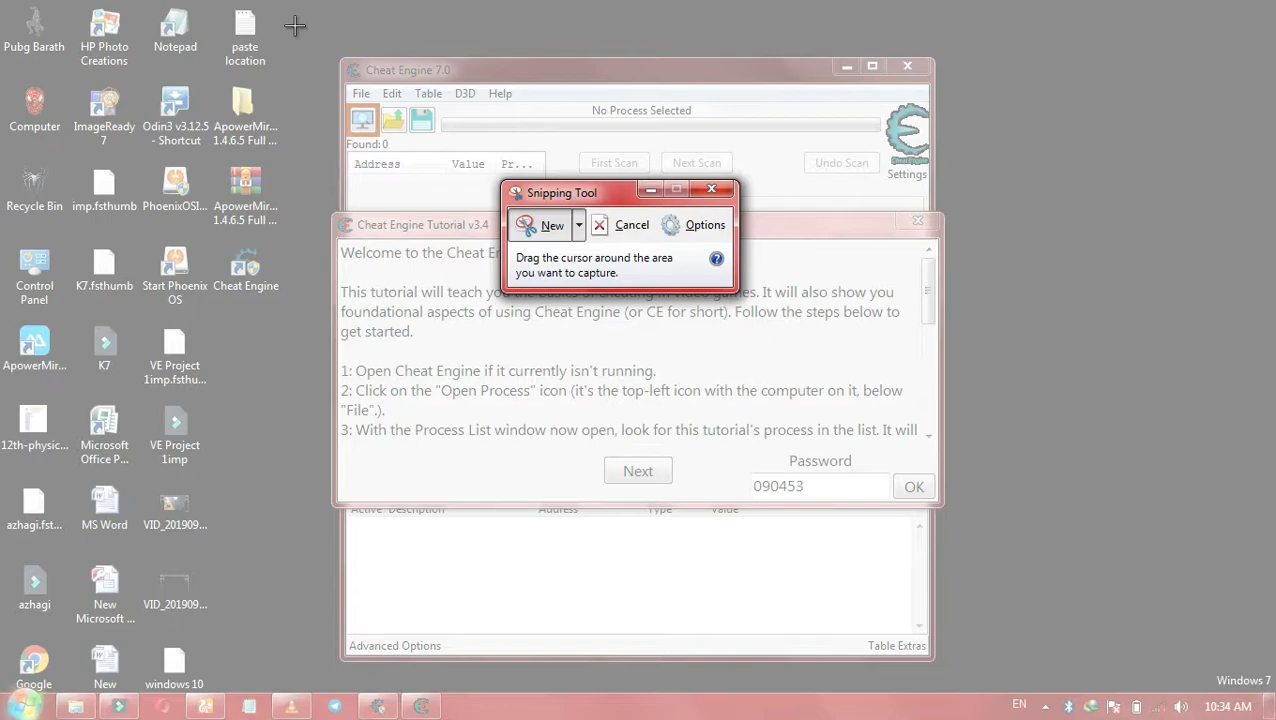 Pubg Barath
HP Photo
Creations
Notepad
paste
location
Computer
ImageReady
7
Odin3 v3.12.5
- Shortcut
ApowerMir...
1.4.6.5 Full ...
Recycle Bin
imp.fsthumb
PhoenixOSI...
ApowerMir...
1.4.6.5 Full ...
Control
Panel
K7.fsthumb
Start Phoenix
OS
Cheat Engine
ApowerMir...
K7
VE Project
1imp.fsthu...
12th-physic...
Microsoft
Office P...
VE Project
1imp
azhagi.fst...
MS Word
VID_201909...
azhagi
New
Microsoft ...
VID_201909...
Google
New
windows 10
Cheat Engine 7.0
File Edit Table D3D Help
No Process Selected
Found:0
Address Value Pr...
First Scan Next Scan Undo Scan
Cheat Engine
Settings
Snipping Tool
New Cancel Options
Drag the cursor around the area
you want to capture.
Cheat Engine Tutorial v3.4
Welcome to the Cheat En
This tutorial will teach you the basics of cheating in video games. It will also show you
foundational aspects of using Cheat Engine (or CE for short). Follow the steps below to
get started.
1: Open Cheat Engine if it currently isn't running.
2: Click on the "Open Process" icon (it's the top-left icon with the computer on it, below
"File".).
3: With the Process List window now open, look for this tutorial's process in the list. It will
Next
Password
090453
OK
Active Description Address Type Value
Advanced Options
Table Extras
Windows 7
EN
10:34 AM